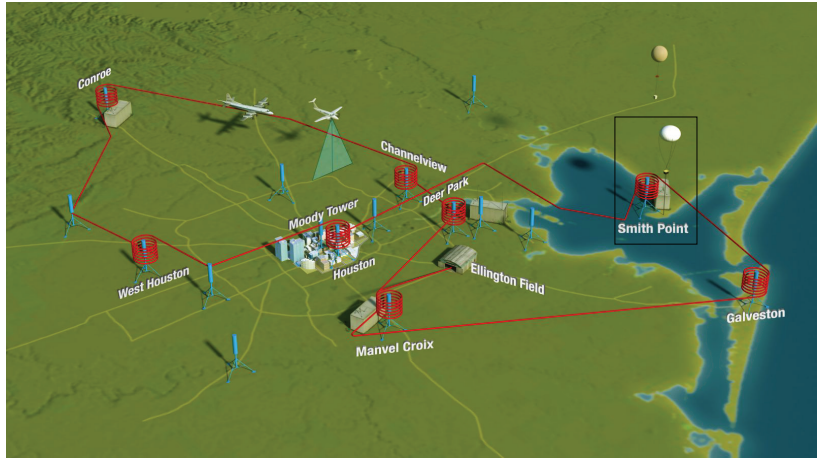 Conroe
Channelview
Deer Park
Moody Tower
Smith Point
Houston
West Houston
Ellington Field
Galveston
Manvel Croix